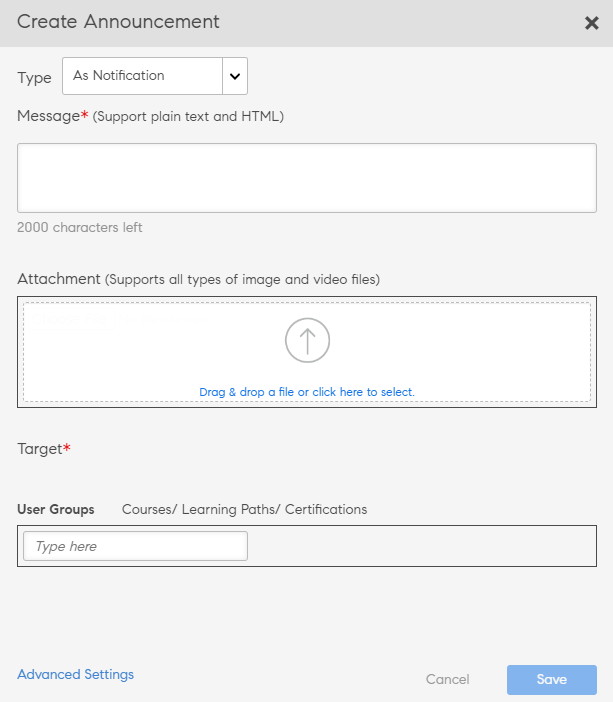 Create Announcement
Type As Notification
Message* (Support plain text and HTML)
2000 characters left
Attachment (Supports all types of image and video files)
Drag & drop a file or click here to select.
Target*
User Groups Courses/ Learning Paths/ Certifications
Type here
Advanced Settings Cancel Save